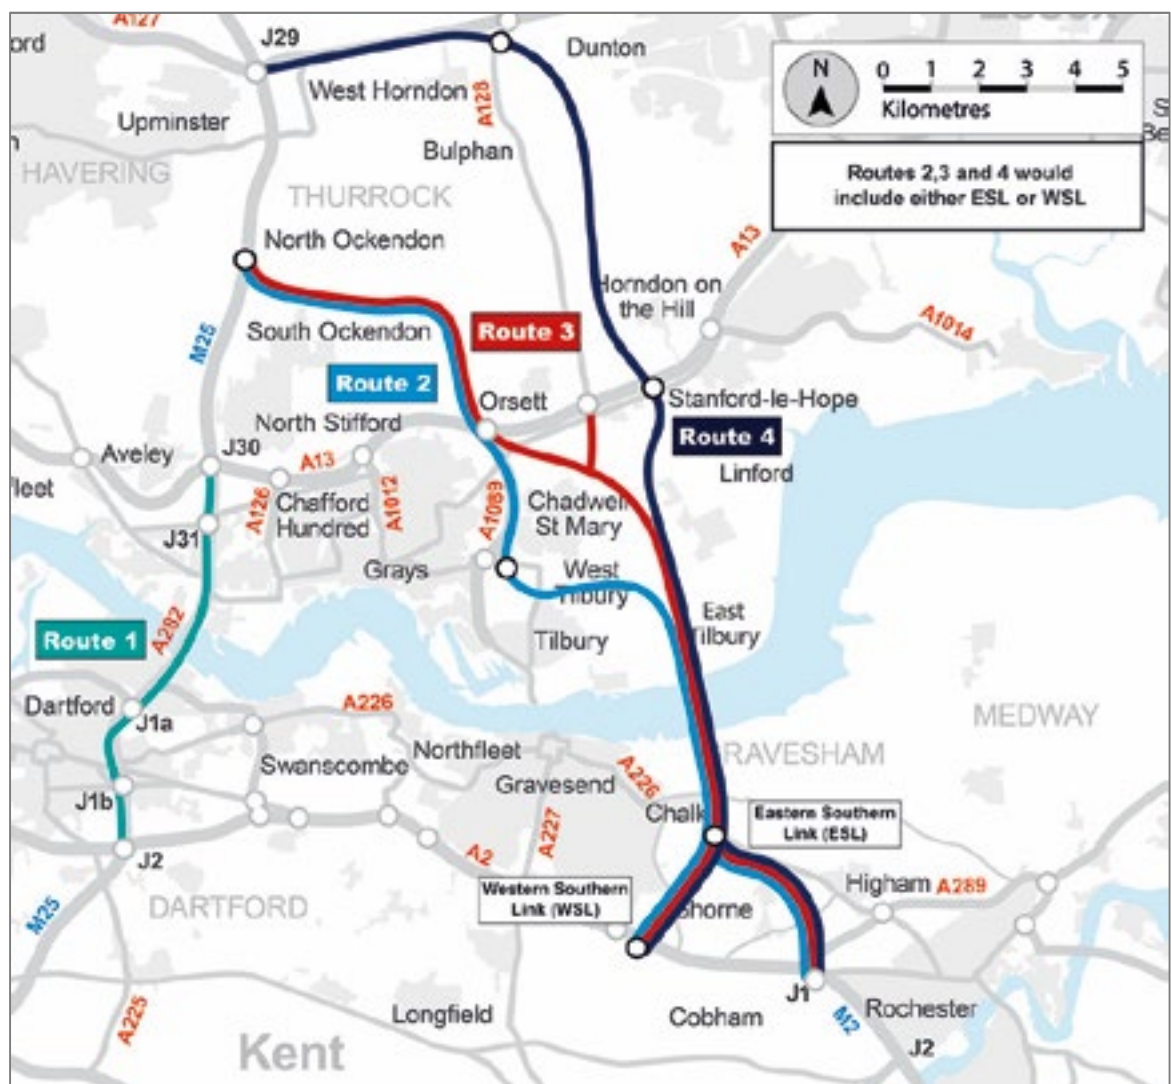 A127
J29
Dunton
N
0 1 2 3 4 5
Kilometres
West Horndon
A128
Upminster
Bulphan
HAVERING
THURROCK
Routes 2,3 and 4 would
include either ESL or WSL
North Ockendon
A13
Horndon on
the Hill
A1014
M25
South Ockendon
Route 3
Route 2
Orsett
Stanford-le-Hope
North Stifford
Route 4
J30
Aveley
A13
Linford
A126
Chafford
Hundred
A1012
A1089
Chadwell
St Mary
J31
Grays
West
Tilbury
East
Tilbury
Tilbury
Route 1
A282
Dartford
J1a
A226
MEDWAY
Northfleet
RAVESHAM
Swanscombe
Gravesend
A226
J1b
Chalk
Eastern Southern
Link (ESL)
A227
J2
A2
Western Southern
Link (WSL)
Higham
A289
M25
DARTFORD
Shorne
J1
A225
Longfield
Cobham
M2
Rochester
J2
Kent